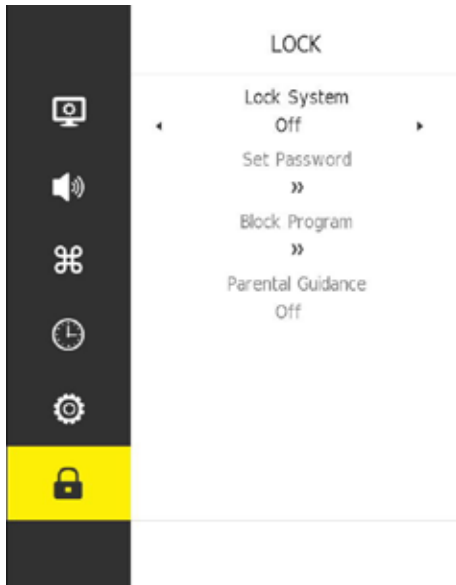 LOCK
Lock System
Off
Set Password
»
Block Program
»
Parental Guidance
Off